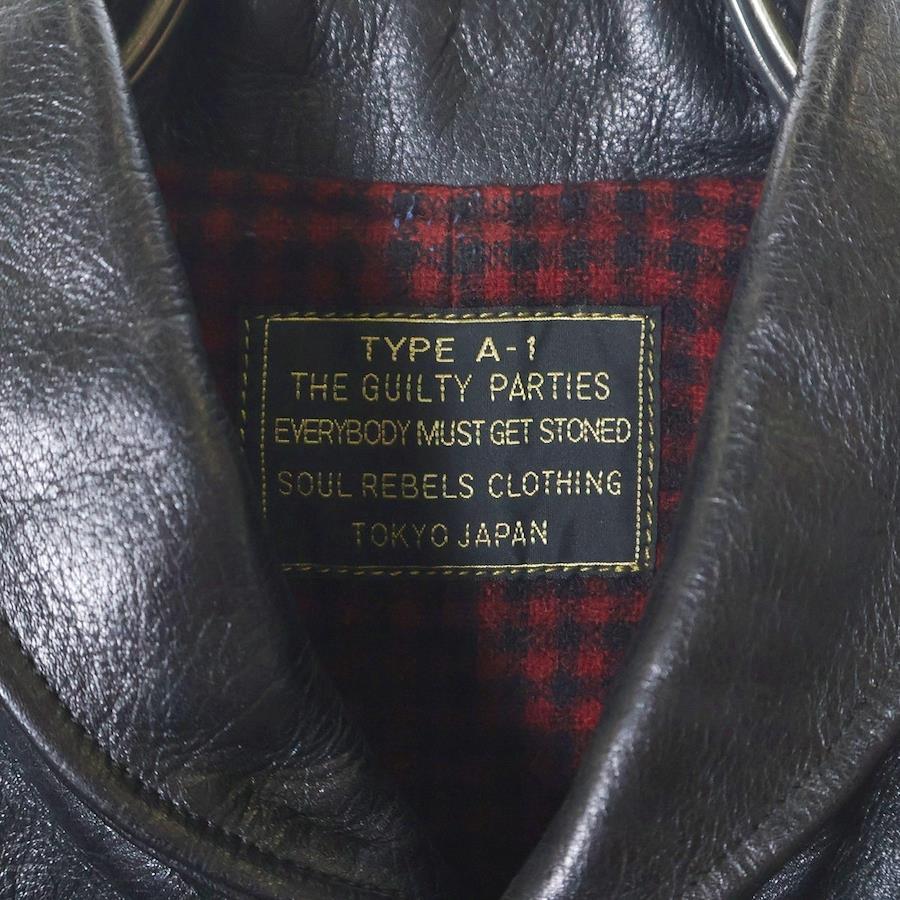 TYPE A-1
THE GUILTY PARTIES
EVERYBODY MUST GET STONED
SOUL REBELS CLOTHING
TOKYO JAPAN